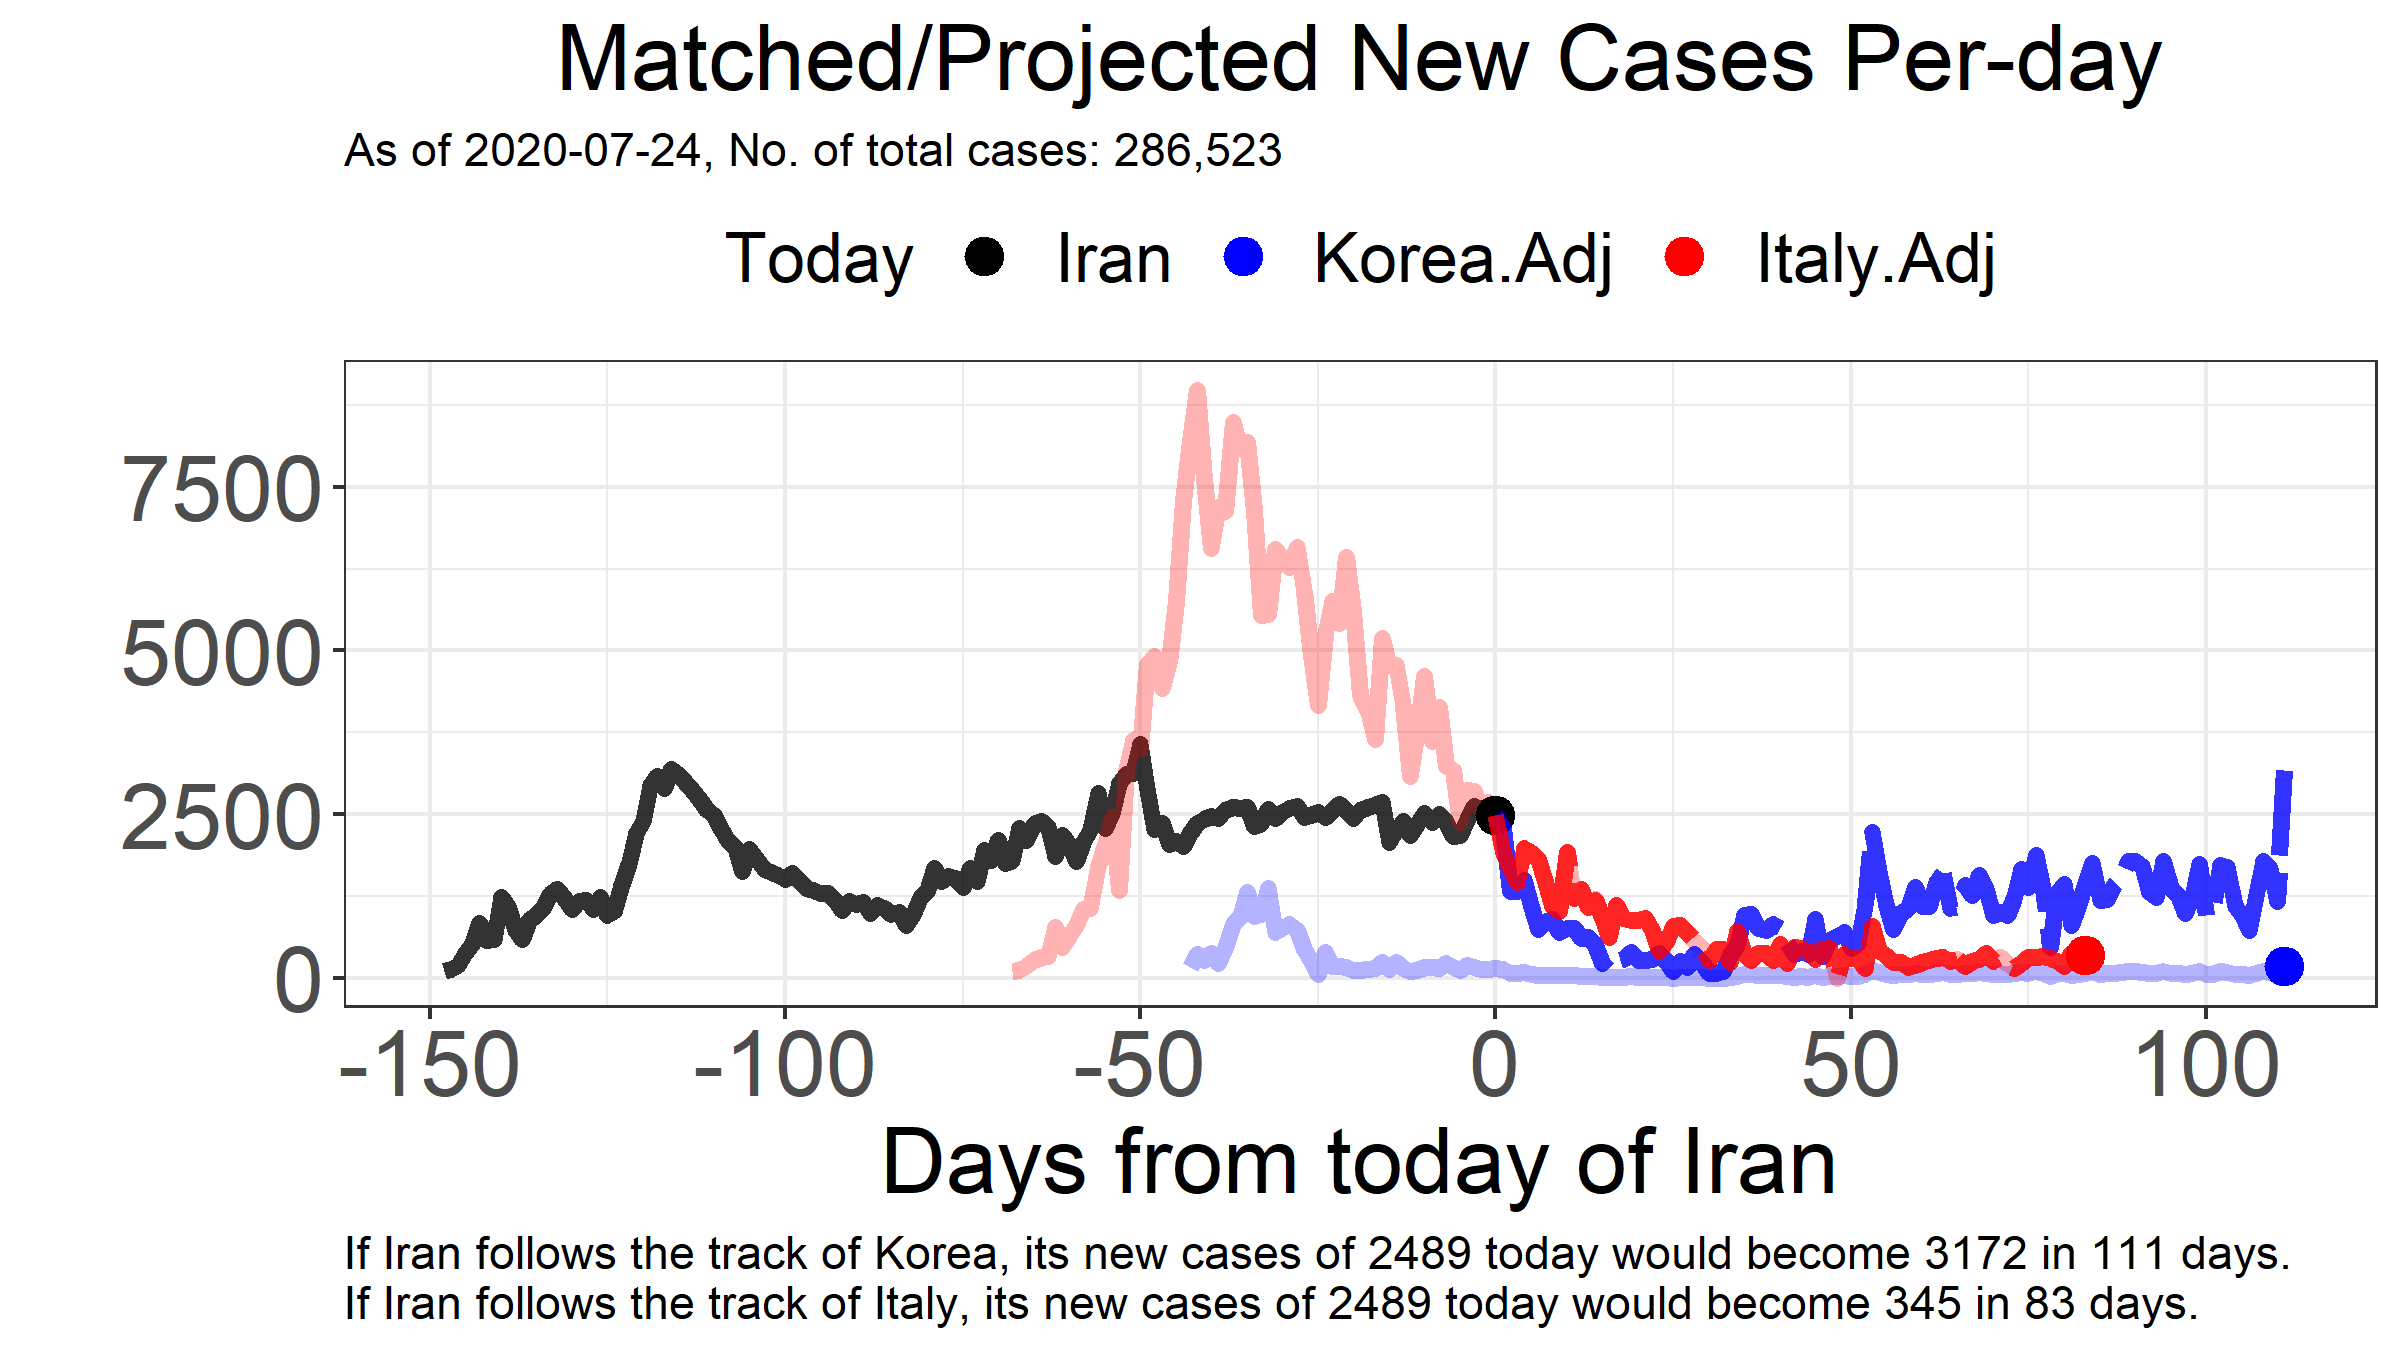 Matched/Projected New Cases Per-day
As of 2020-07-24, No. of total cases: 286,523
Today Iran Korea.Adj Italy.Adj
7500
5000
2500
0
-150 -100 -50 0 50 100
Days from today of Iran
If Iran follows the track of Korea, its new cases of 2489 today would become 3172 in 111 days.
If Iran follows the track of Italy, its new cases of 2489 today would become 345 in 83 days.